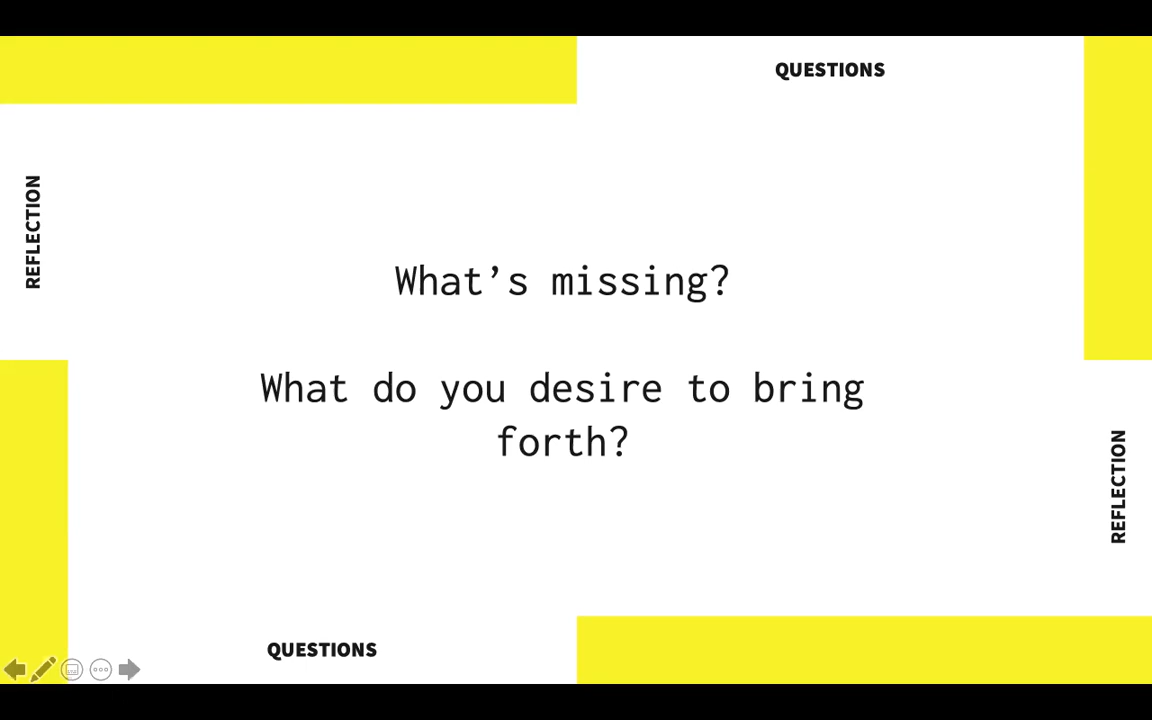 QUESTIONS
REFLECTION
What’s missing?
What do you desire to bring
forth?
REFLECTION
QUESTIONS